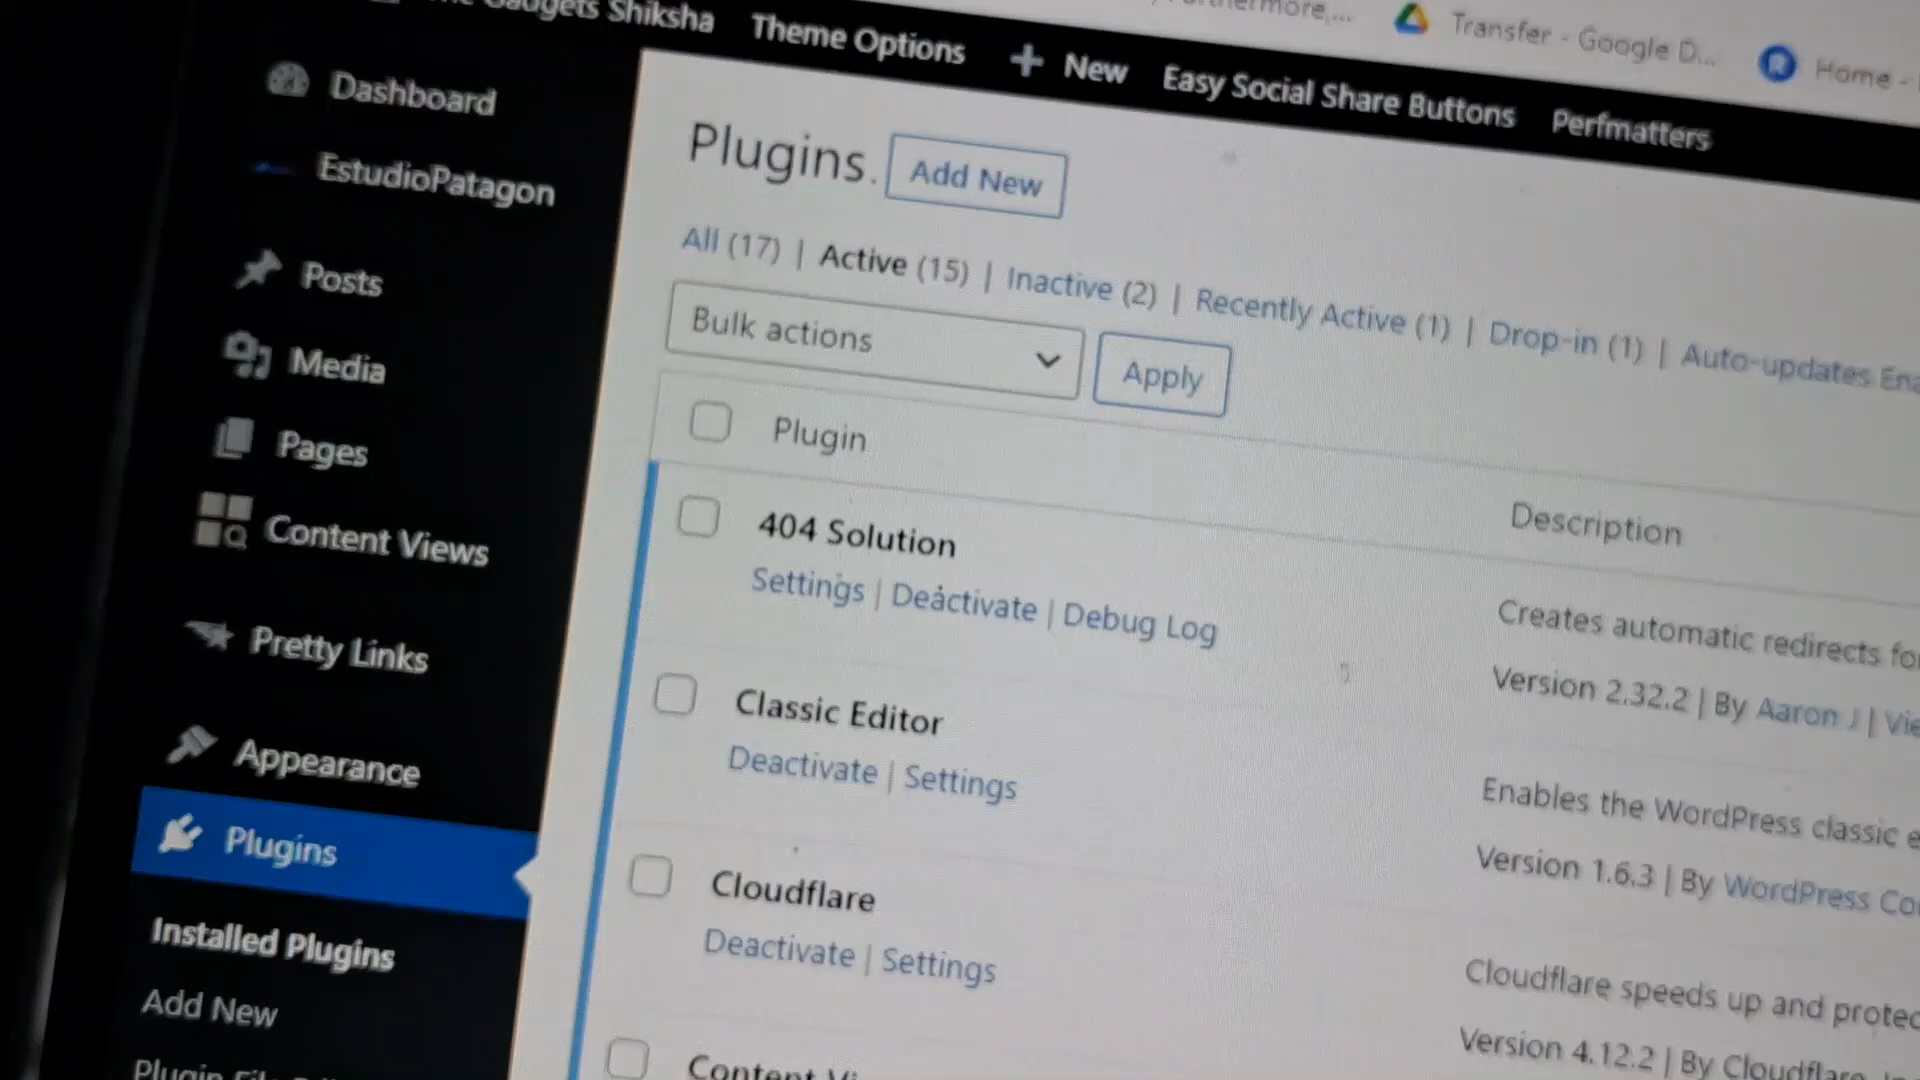 Gadgets Shiksha Theme Options New Easy Social Share Buttons Perfmatters
Transfer - Google D...
Home -
Dashboard
EstudioPatagon
Posts
Media
Pages
Content Views
Pretty Links
Appearance
Plugins
Installed Plugins
Add New
Plugins Add New
All (17) | Active (15) | Inactive (2) | Recently Active (1) | Drop-in (1) | Auto-updates
Bulk actions Apply
Plugin Description
404 Solution
Settings | Deactivate | Debug Log
Creates automatic redirects
Version 2.32.2 | By Aaron J |
Classic Editor
Deactivate | Settings
Enables the WordPress classic
Version 1.6.3 | By WordPress
Cloudflare
Deactivate | Settings
Cloudflare speeds up and
Version 4.12.2 | By Cloudflare
Content